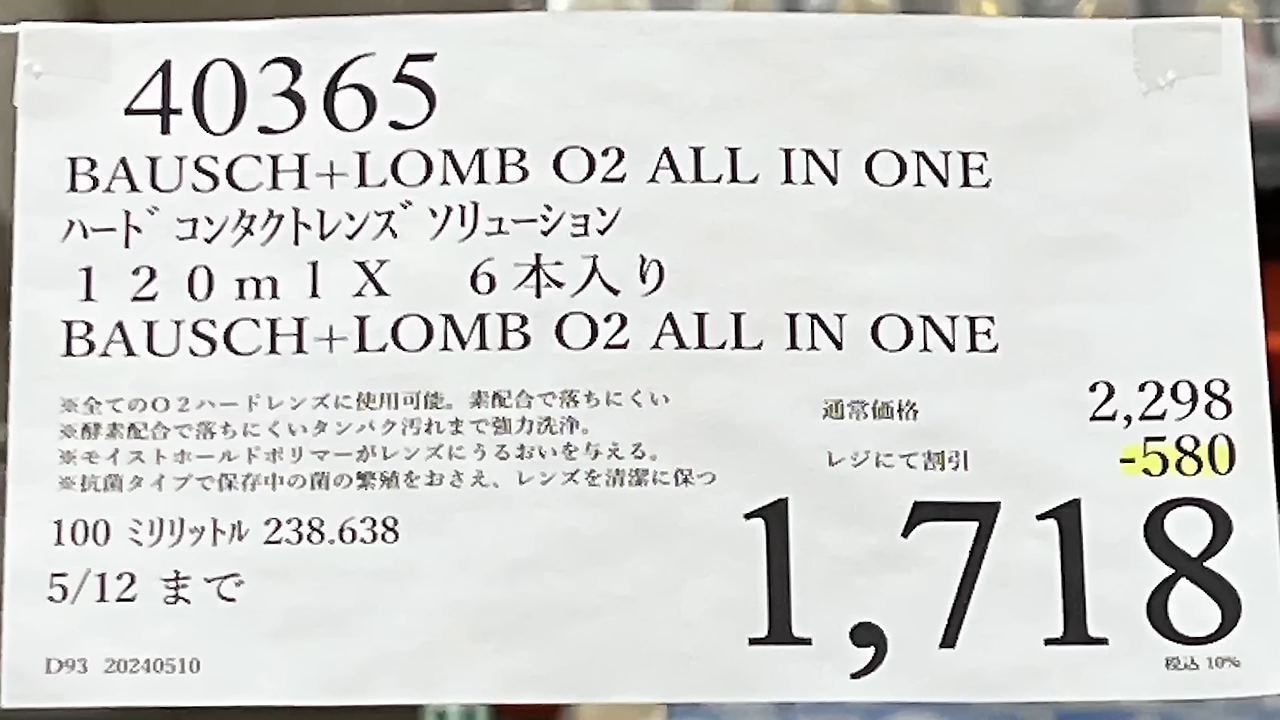 40365
BAUSCH+LOMB O2 ALL IN ONE
ハード コンタクトレンズ ソリューション
120mlX 6本入り
BAUSCH+LOMB O2 ALL IN ONE
※全てのO2ハードレンズに使用可能。素配合で落ちにくい
※酵素配合で落ちにくいタンパク汚れまで強力洗浄。
※モイストホールドポリマーがレンズにうるおいを与える。
※抗菌タイプで保存中の菌の繁殖をおさえ、レンズを清潔に保つ
通常価格 2,298
レジにて割引 -580
1,718
税込 10%
100 ミリリットル 238.638
5/12 まで
D93 20240510